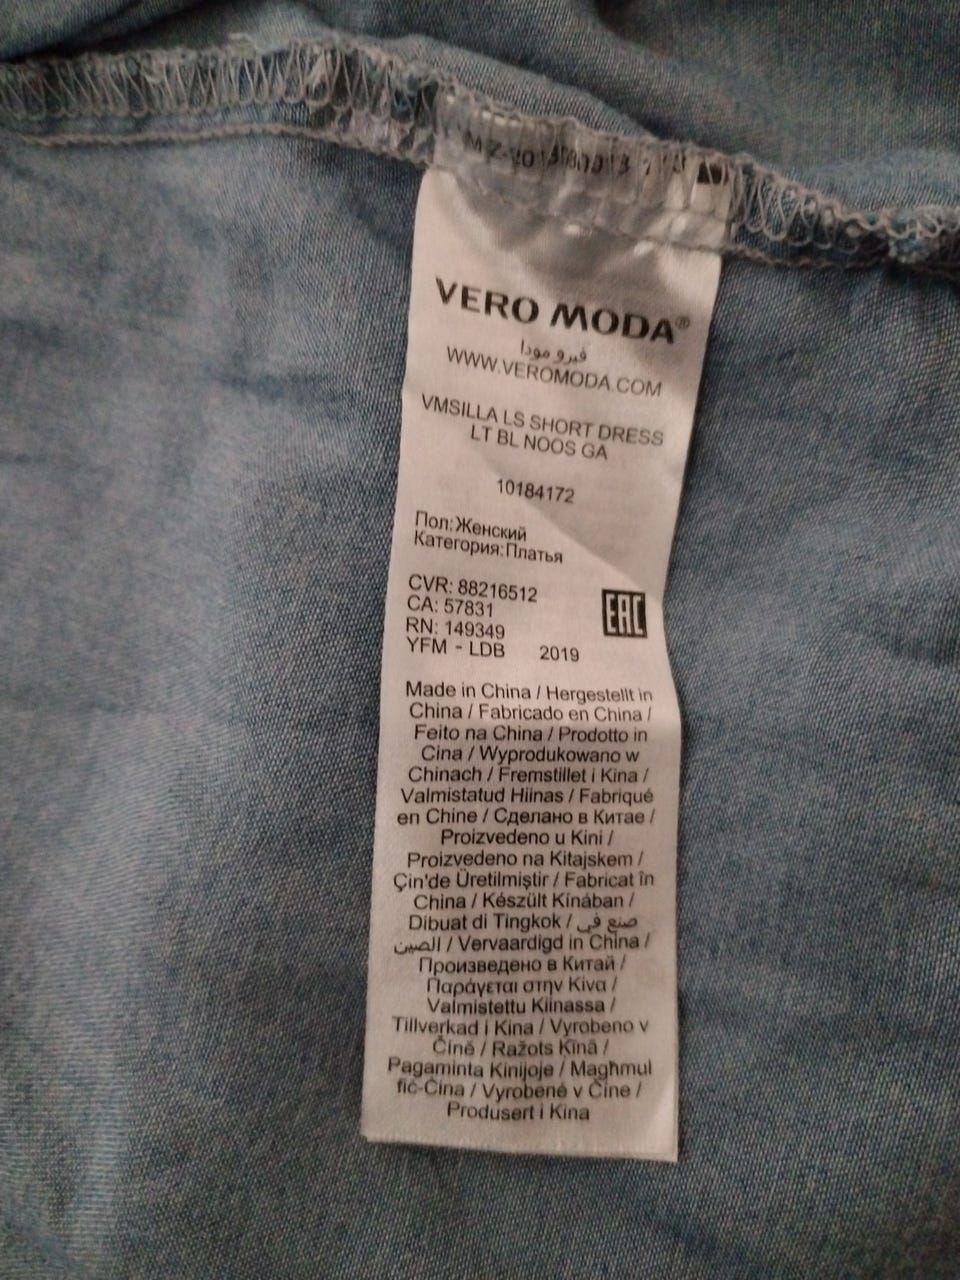 VERO MODA®
فيرو مودا
WWW.VEROMODA.COM
VMSILLA LS SHORT DRESS
LT BL NOOS GA
10184172
Пол:Женский
Категория:Платья
CVR: 88216512
CA: 57831
RN: 149349
YFM - LDB 2019
EAC
Made in China / Hergestellt in
China / Fabricado en China /
Feito na China / Prodotto in
Cina / Wyprodukowano w
Chinach / Fremstillet i Kina /
Valmistatud Hiinas / Fabriqué
en Chine / Сделано в Китае /
Proizvedeno u Kini /
Proizvedeno na Kitajskem /
Çin'de Üretilmiştir / Fabricat în
China / Készült Kínában /
Dibuat di Tingkok / صنع في
الصين / Vervaardigd in China /
Произведено в Китай /
Παράγεται στην Κίνα /
Valmistettu Kiinassa /
Tillverkad i Kina / Vyrobeno v
Číně / Ražots Ķīnā /
Pagaminta Kinijoje / Magħmul
fiċ-Ċina / Vyrobené v Číne /
Produsert i Kina